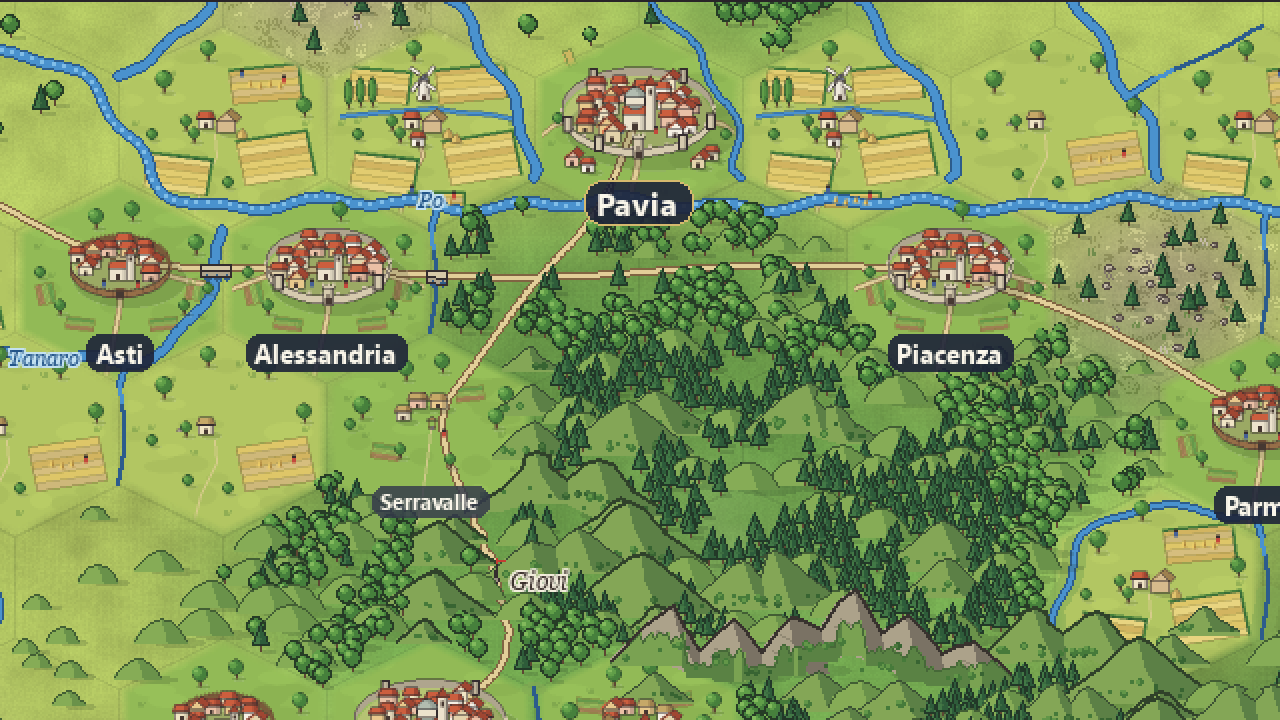 Po
Pavia
Tanaro
Asti
Alessandria
Piacenza
Serravalle
Parm
Giovi